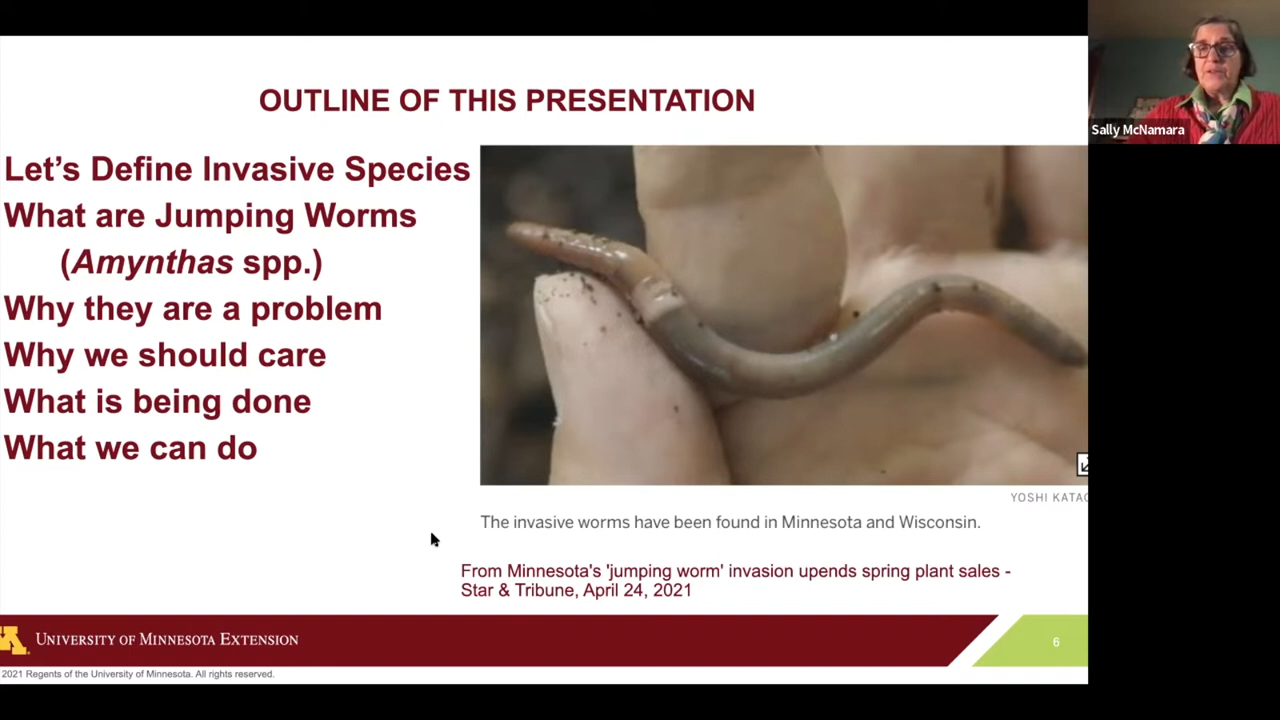 OUTLINE OF THIS PRESENTATION
Sally McNamara
Let's Define Invasive Species
What are Jumping Worms
(Amynthas spp.)
Why they are a problem
Why we should care
What is being done
What we can do
YOSHI KATAO
The invasive worms have been found in Minnesota and Wisconsin.
From Minnesota's 'jumping worm' invasion upends spring plant sales -
Star & Tribune, April 24, 2021
UNIVERSITY OF MINNESOTA EXTENSION
6
2021 Regents of the University of Minnesota. All rights reserved.